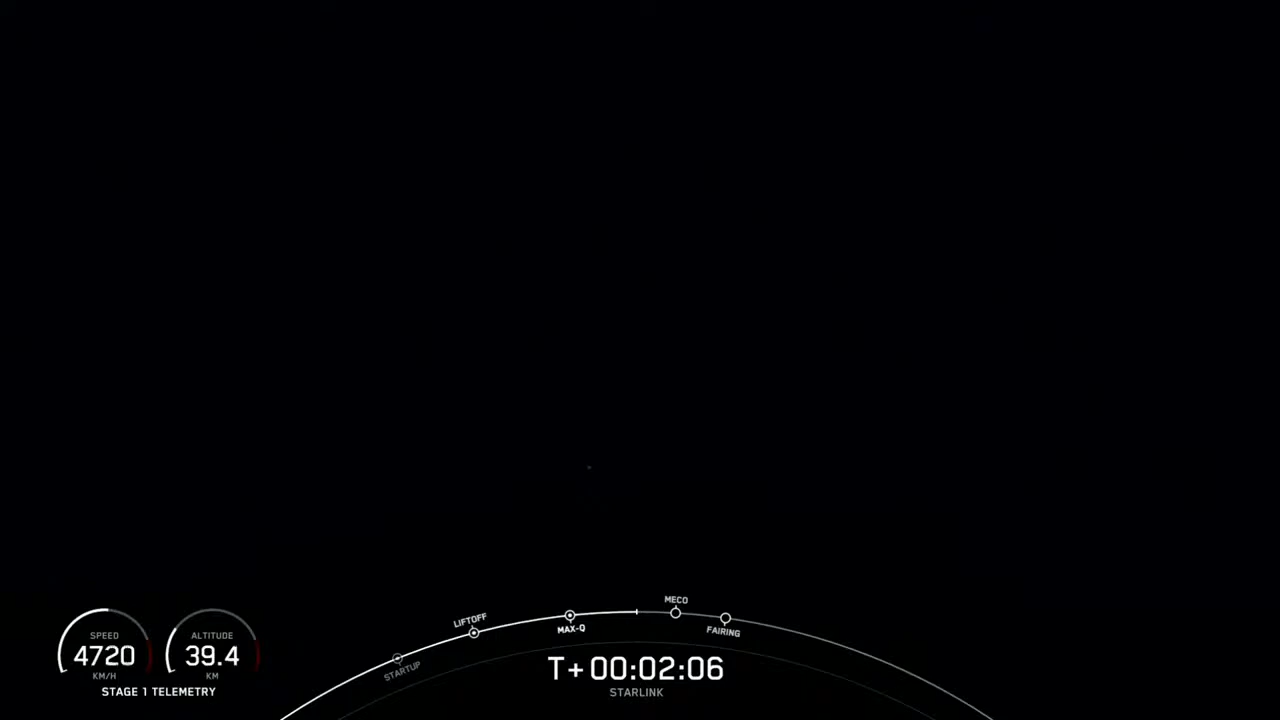 LIFTOFF
MAX-Q
MECO
FAIRING
STARTUP
SPEED
4720
KM/H
ALTITUDE
39.4
KM
STAGE 1 TELEMETRY
T+00:02:06
STARLINK